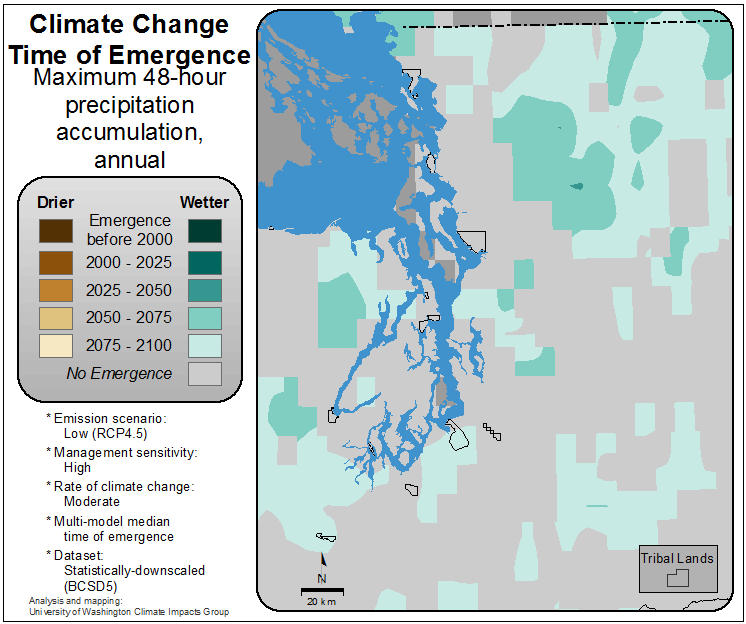 Climate Change
Time of Emergence
Maximum 48-hour
precipitation
accumulation,
annual
Drier Wetter
Emergence
before 2000
2000 - 2025
2025 - 2050
2050 - 2075
2075 - 2100
No Emergence
* Emission scenario:
Low (RCP4.5)
* Management sensitivity:
High
* Rate of climate change:
Moderate
* Multi-model median
time of emergence
* Dataset:
Statistically-downscaled
(BCSD5)
Analysis and mapping:
University of Washington Climate Impacts Group
N
20 km
Tribal Lands